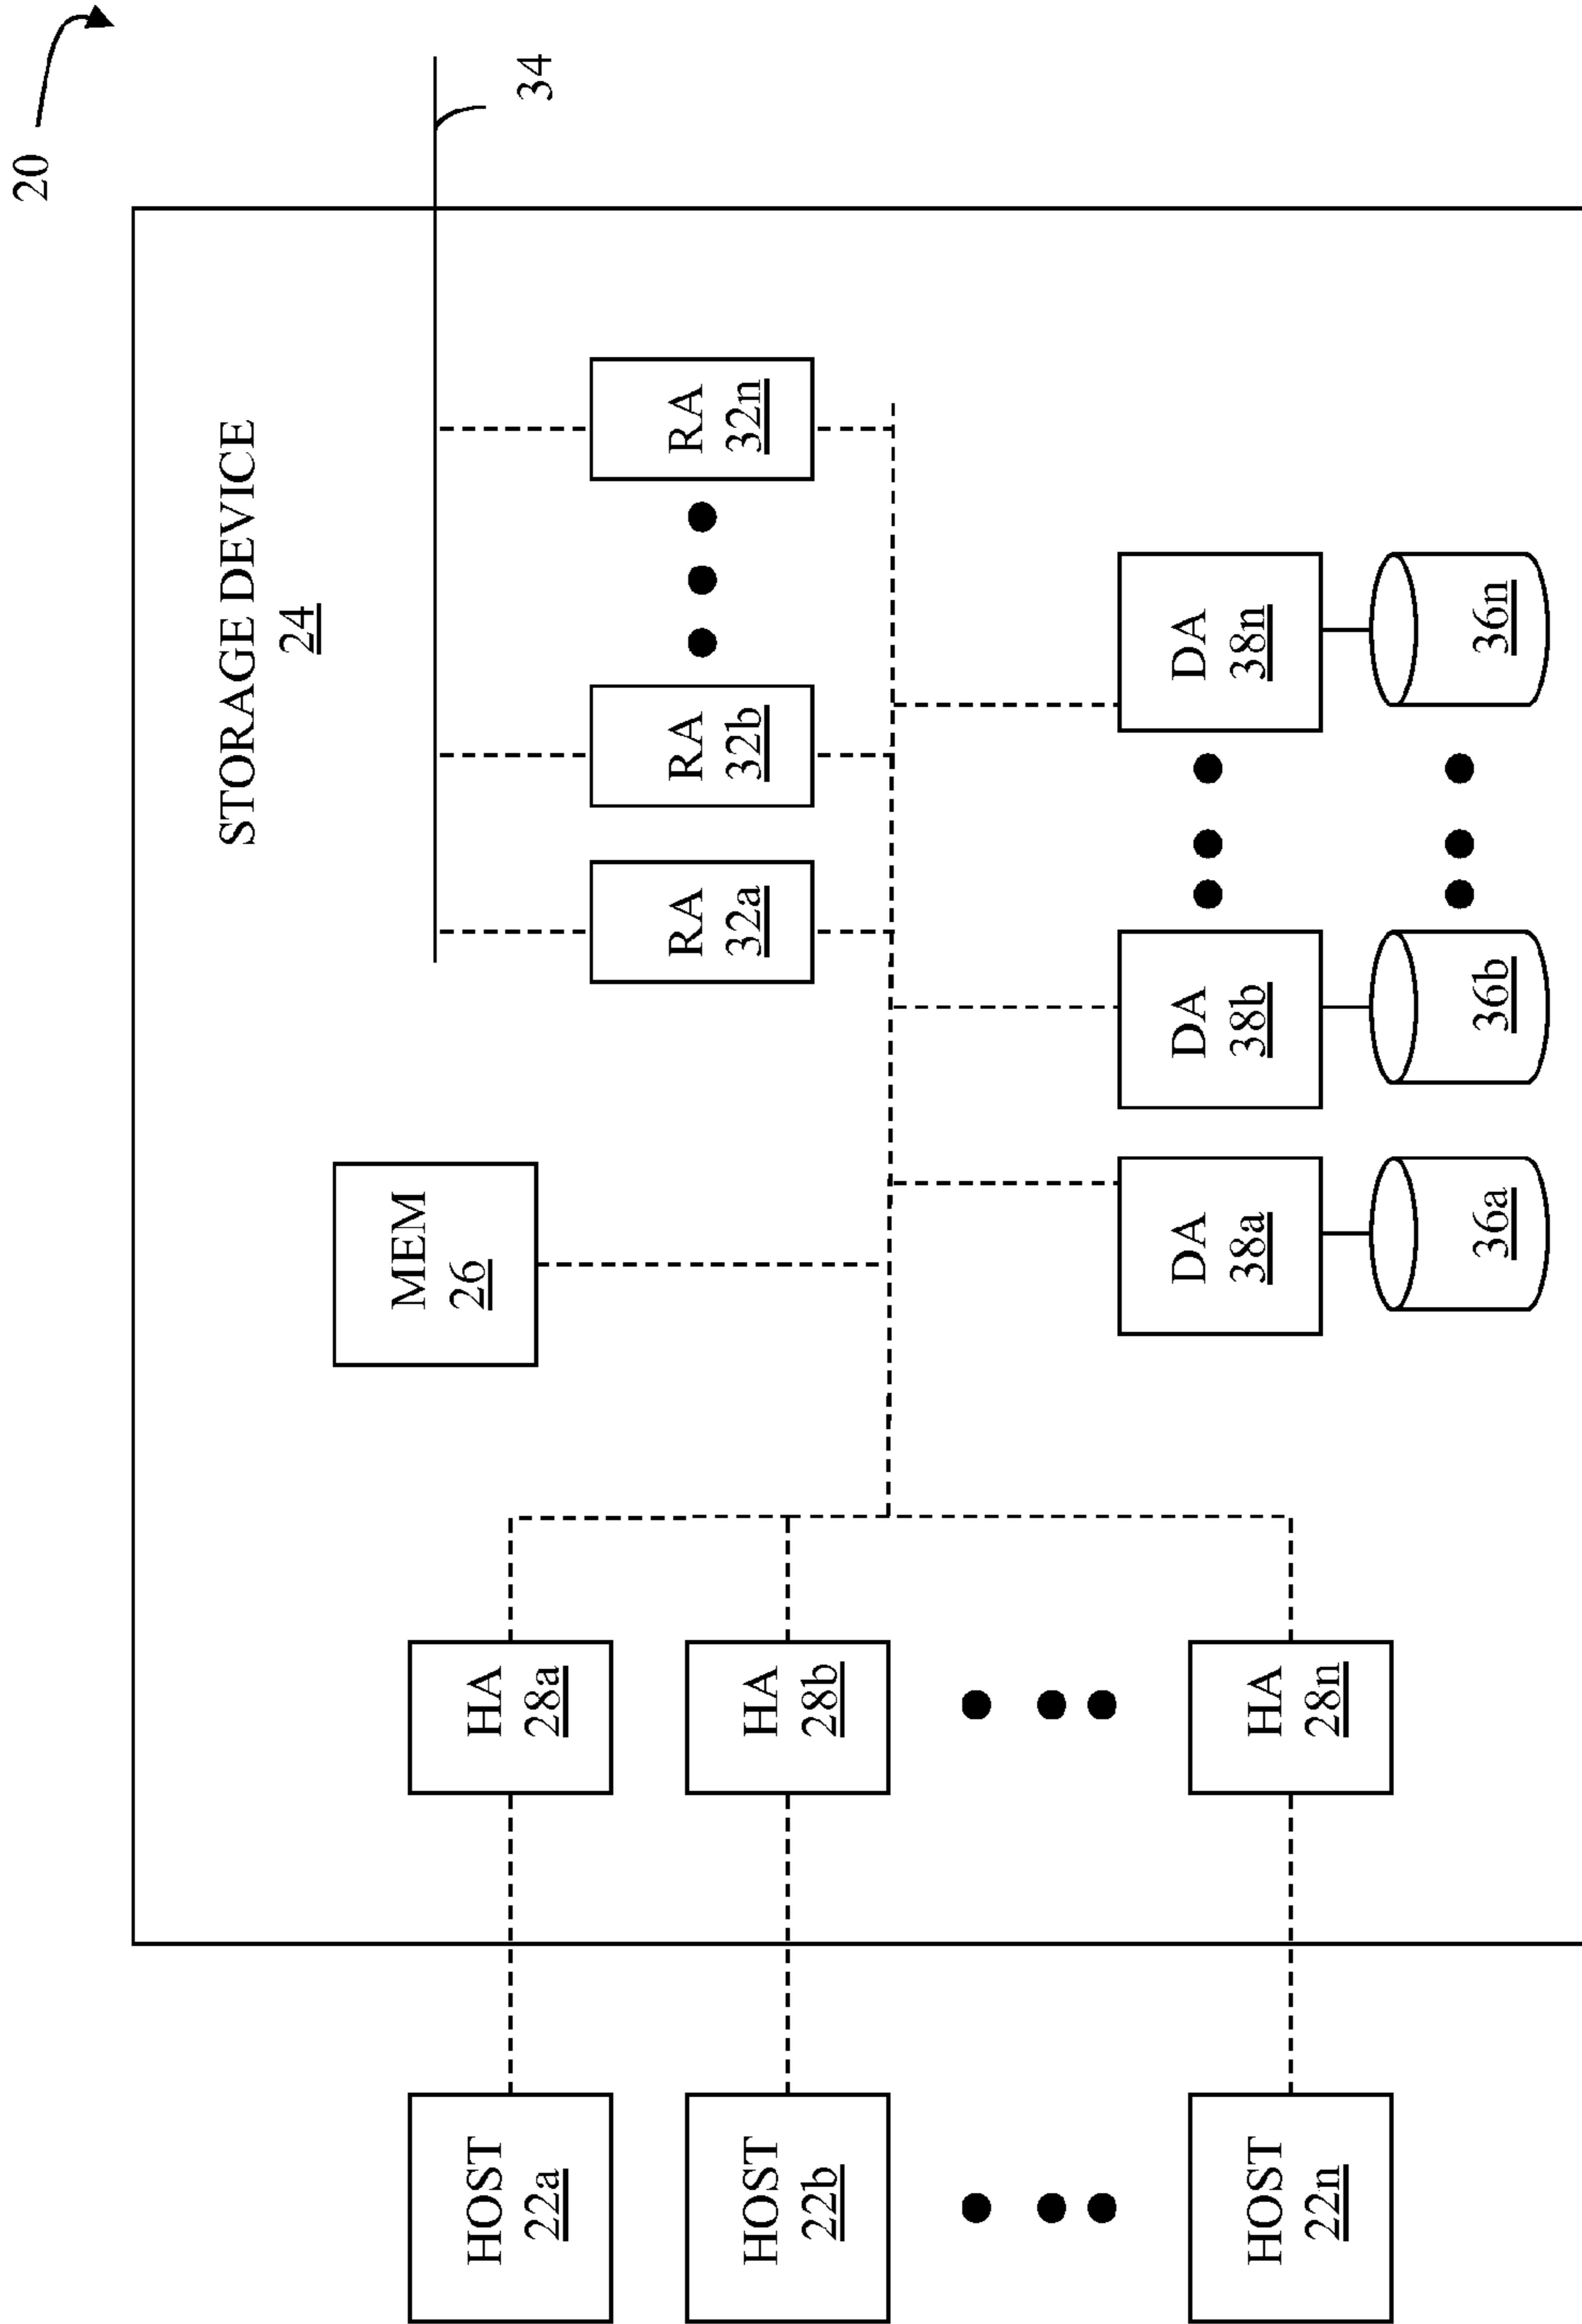 20
STORAGE DEVICE
24
34
MEM
26
HOST
22a
HA
28a
RA
32a
RA
32b
RA
32n
HOST
22b
HA
28b
HOST
22n
HA
28n
DA
38a
DA
38b
DA
38n
36a
36b
36n